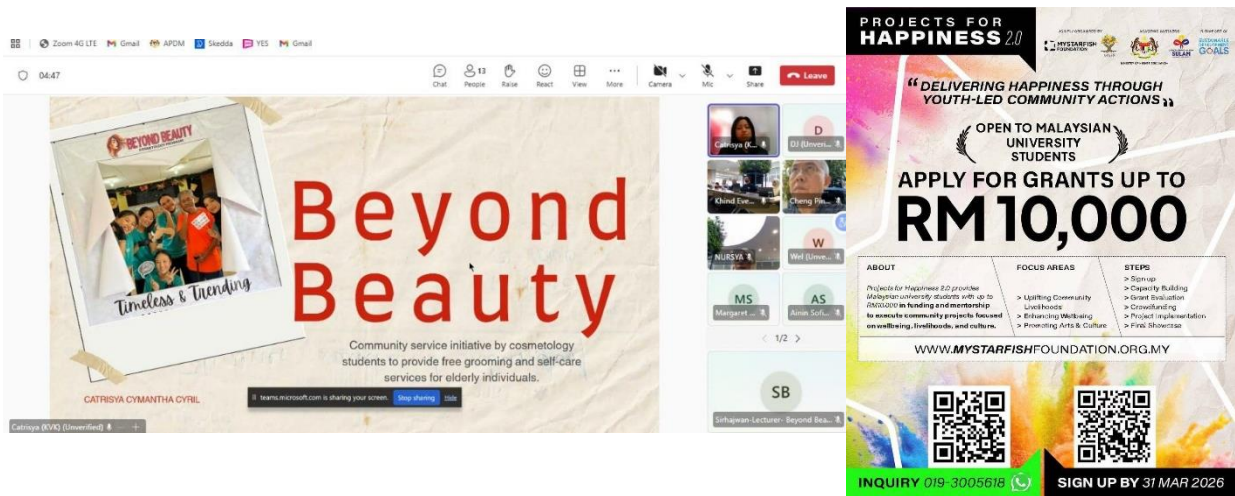 Zoom 4G LTE
Gmail
APDM
Skedda
YES
Gmail
04:47
Chat
People 13
Raise
React
View
More
Camera
Mic
Share
Leave
BEYOND BEAUTY
Timeless & Trending
CATRISYA CYMANTHA CYRIL
Beyond
Beauty
Community service initiative by cosmetology
students to provide free grooming and self-care
services for elderly individuals.
teams.microsoft.com is sharing your screen.
Stop sharing
Hide
Catrisya (KVK) (Unverified)
Catrisya (K...
D
DJ (Unveri...
Khind Eve...
Cheng Pin...
NURSYA
W
Wei (Unve...
MS
Margaret ...
AS
Ainin Sofi...
1/2
SB
Sirhajwan-Lecturer- Beyond Bea...
PROJECTS FOR
HAPPINESS 2.0
MYSTARFISH
FOUNDATION
SULAM
GOALS
“DELIVERING HAPPINESS THROUGH
YOUTH-LED COMMUNITY ACTIONS”
OPEN TO MALAYSIAN
UNIVERSITY
STUDENTS
APPLY FOR GRANTS UP TO
RM 10,000
ABOUT
Projects for Happiness 2.0 provides
Malaysian university students with up to
RM10,000 in funding and mentorship
to execute community projects focused
on wellbeing, livelihoods, and culture.
FOCUS AREAS
> Uplifting Community
Livelihoods
> Enhancing Wellbeing
> Promoting Arts & Culture
STEPS
> Sign up
> Capacity Building
> Grant Evaluation
> Crowdfunding
> Project Implementation
> Final Showcase
WWW.MYSTARFISHFOUNDATION.ORG.MY
INQUIRY 019-3005618
SIGN UP BY 31 MAR 2026